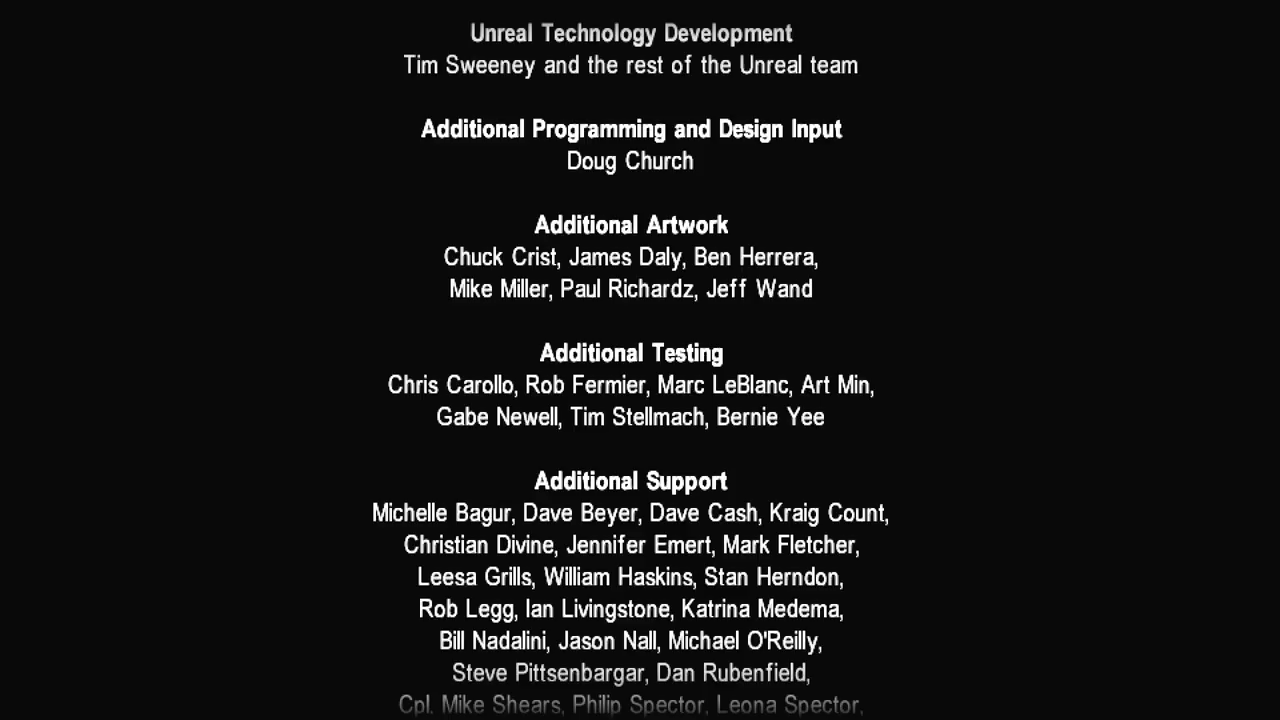 Unreal Technology Development
Tim Sweeney and the rest of the Unreal team
Additional Programming and Design Input
Doug Church
Additional Artwork
Chuck Crist, James Daly, Ben Herrera,
Mike Miller, Paul Richardz, Jeff Wand
Additional Testing
Chris Carollo, Rob Fermier, Marc LeBlanc, Art Min,
Gabe Newell, Tim Stellmach, Bernie Yee
Additional Support
Michelle Bagur, Dave Beyer, Dave Cash, Kraig Count,
Christian Divine, Jennifer Emert, Mark Fletcher,
Leesa Grills, William Haskins, Stan Herndon,
Rob Legg, Ian Livingstone, Katrina Medema,
Bill Nadalini, Jason Nall, Michael O'Reilly,
Steve Pittsenbargar, Dan Rubenfield,
Cpl. Mike Shears, Philip Spector, Leona Spector,